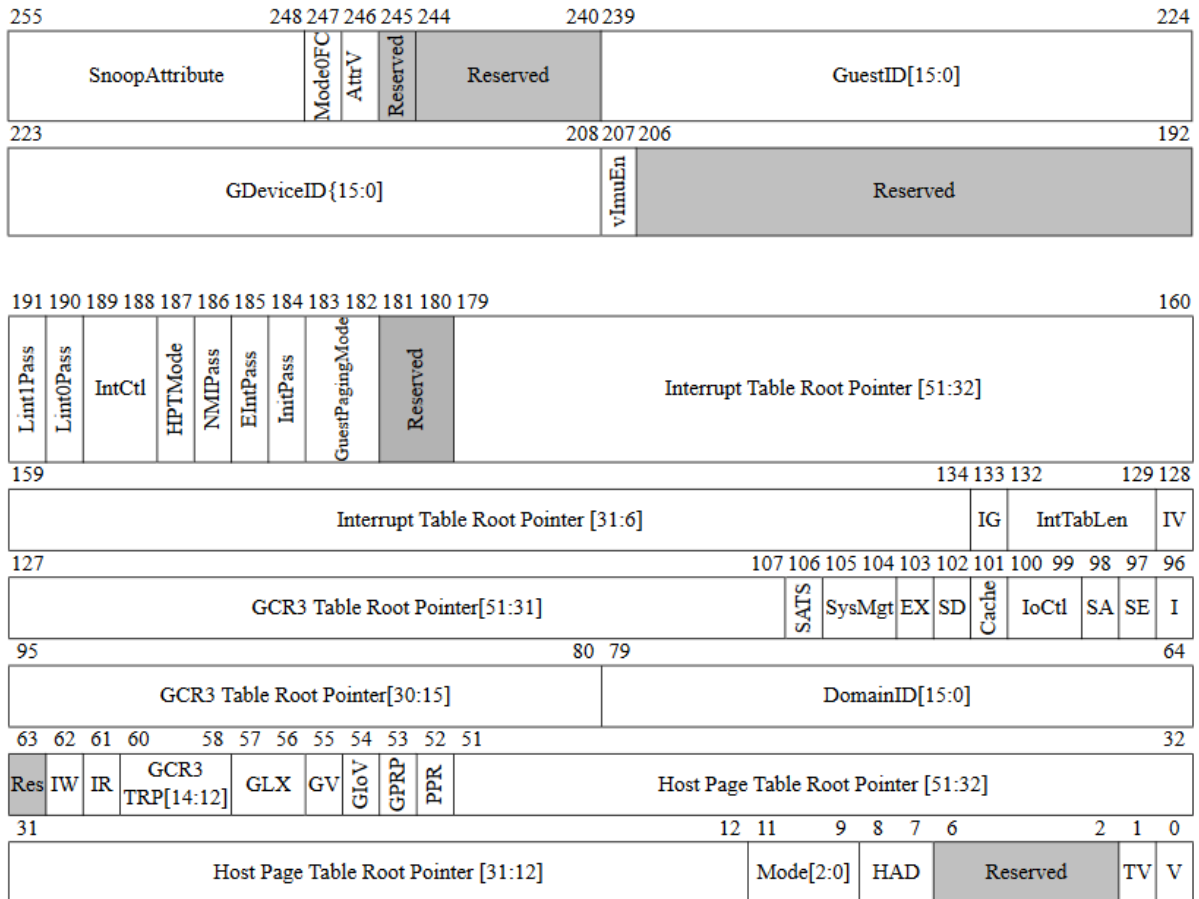 255 248 247 246 245 244 240 239 224
SnoopAttribute Mode0FC AttrV Reserved Reserved GuestID[15:0]
223 208 207 206 192
GDeviceID{15:0] vImuEn Reserved
191 190 189 188 187 186 185 184 183 182 181 180 179 160
Lint1Pass Lint0Pass IntCtl HPTMode NMIPass EIntPass InitPass GuestPagingMode Reserved Interrupt Table Root Pointer [51:32]
159 134 133 132 129 128
Interrupt Table Root Pointer [31:6] IG IntTabLen IV
127 107 106 105 104 103 102 101 100 99 98 97 96
GCR3 Table Root Pointer[51:31] SATS SysMgt EX SD Cache IoCtl SA SE I
95 80 79 64
GCR3 Table Root Pointer[30:15] DomainID[15:0]
63 62 61 60 58 57 56 55 54 53 52 51 32
Res IW IR GCR3 TRP[14:12] GLX GV GIoV GPRP PPR Host Page Table Root Pointer [51:32]
31 12 11 9 8 7 6 2 1 0
Host Page Table Root Pointer [31:12] Mode[2:0] HAD Reserved TV V